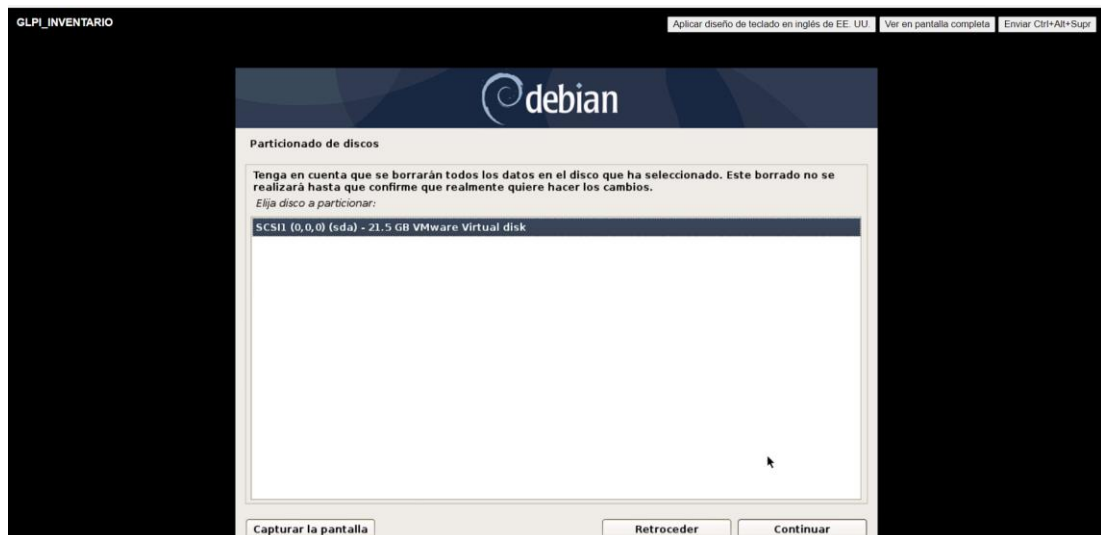 GLPI_INVENTARIO
Aplicar diseño de teclado en inglés de EE. UU.
Ver en pantalla completa
Enviar Ctrl+Alt+Supr
debian
Particionado de discos
Tenga en cuenta que se borrarán todos los datos en el disco que ha seleccionado. Este borrado no se
realizará hasta que confirme que realmente quiere hacer los cambios.
Elija disco a particionar:
SCSI1 (0,0,0) (sda) - 21.5 GB VMware Virtual disk
Capturar la pantalla
Retroceder
Continuar